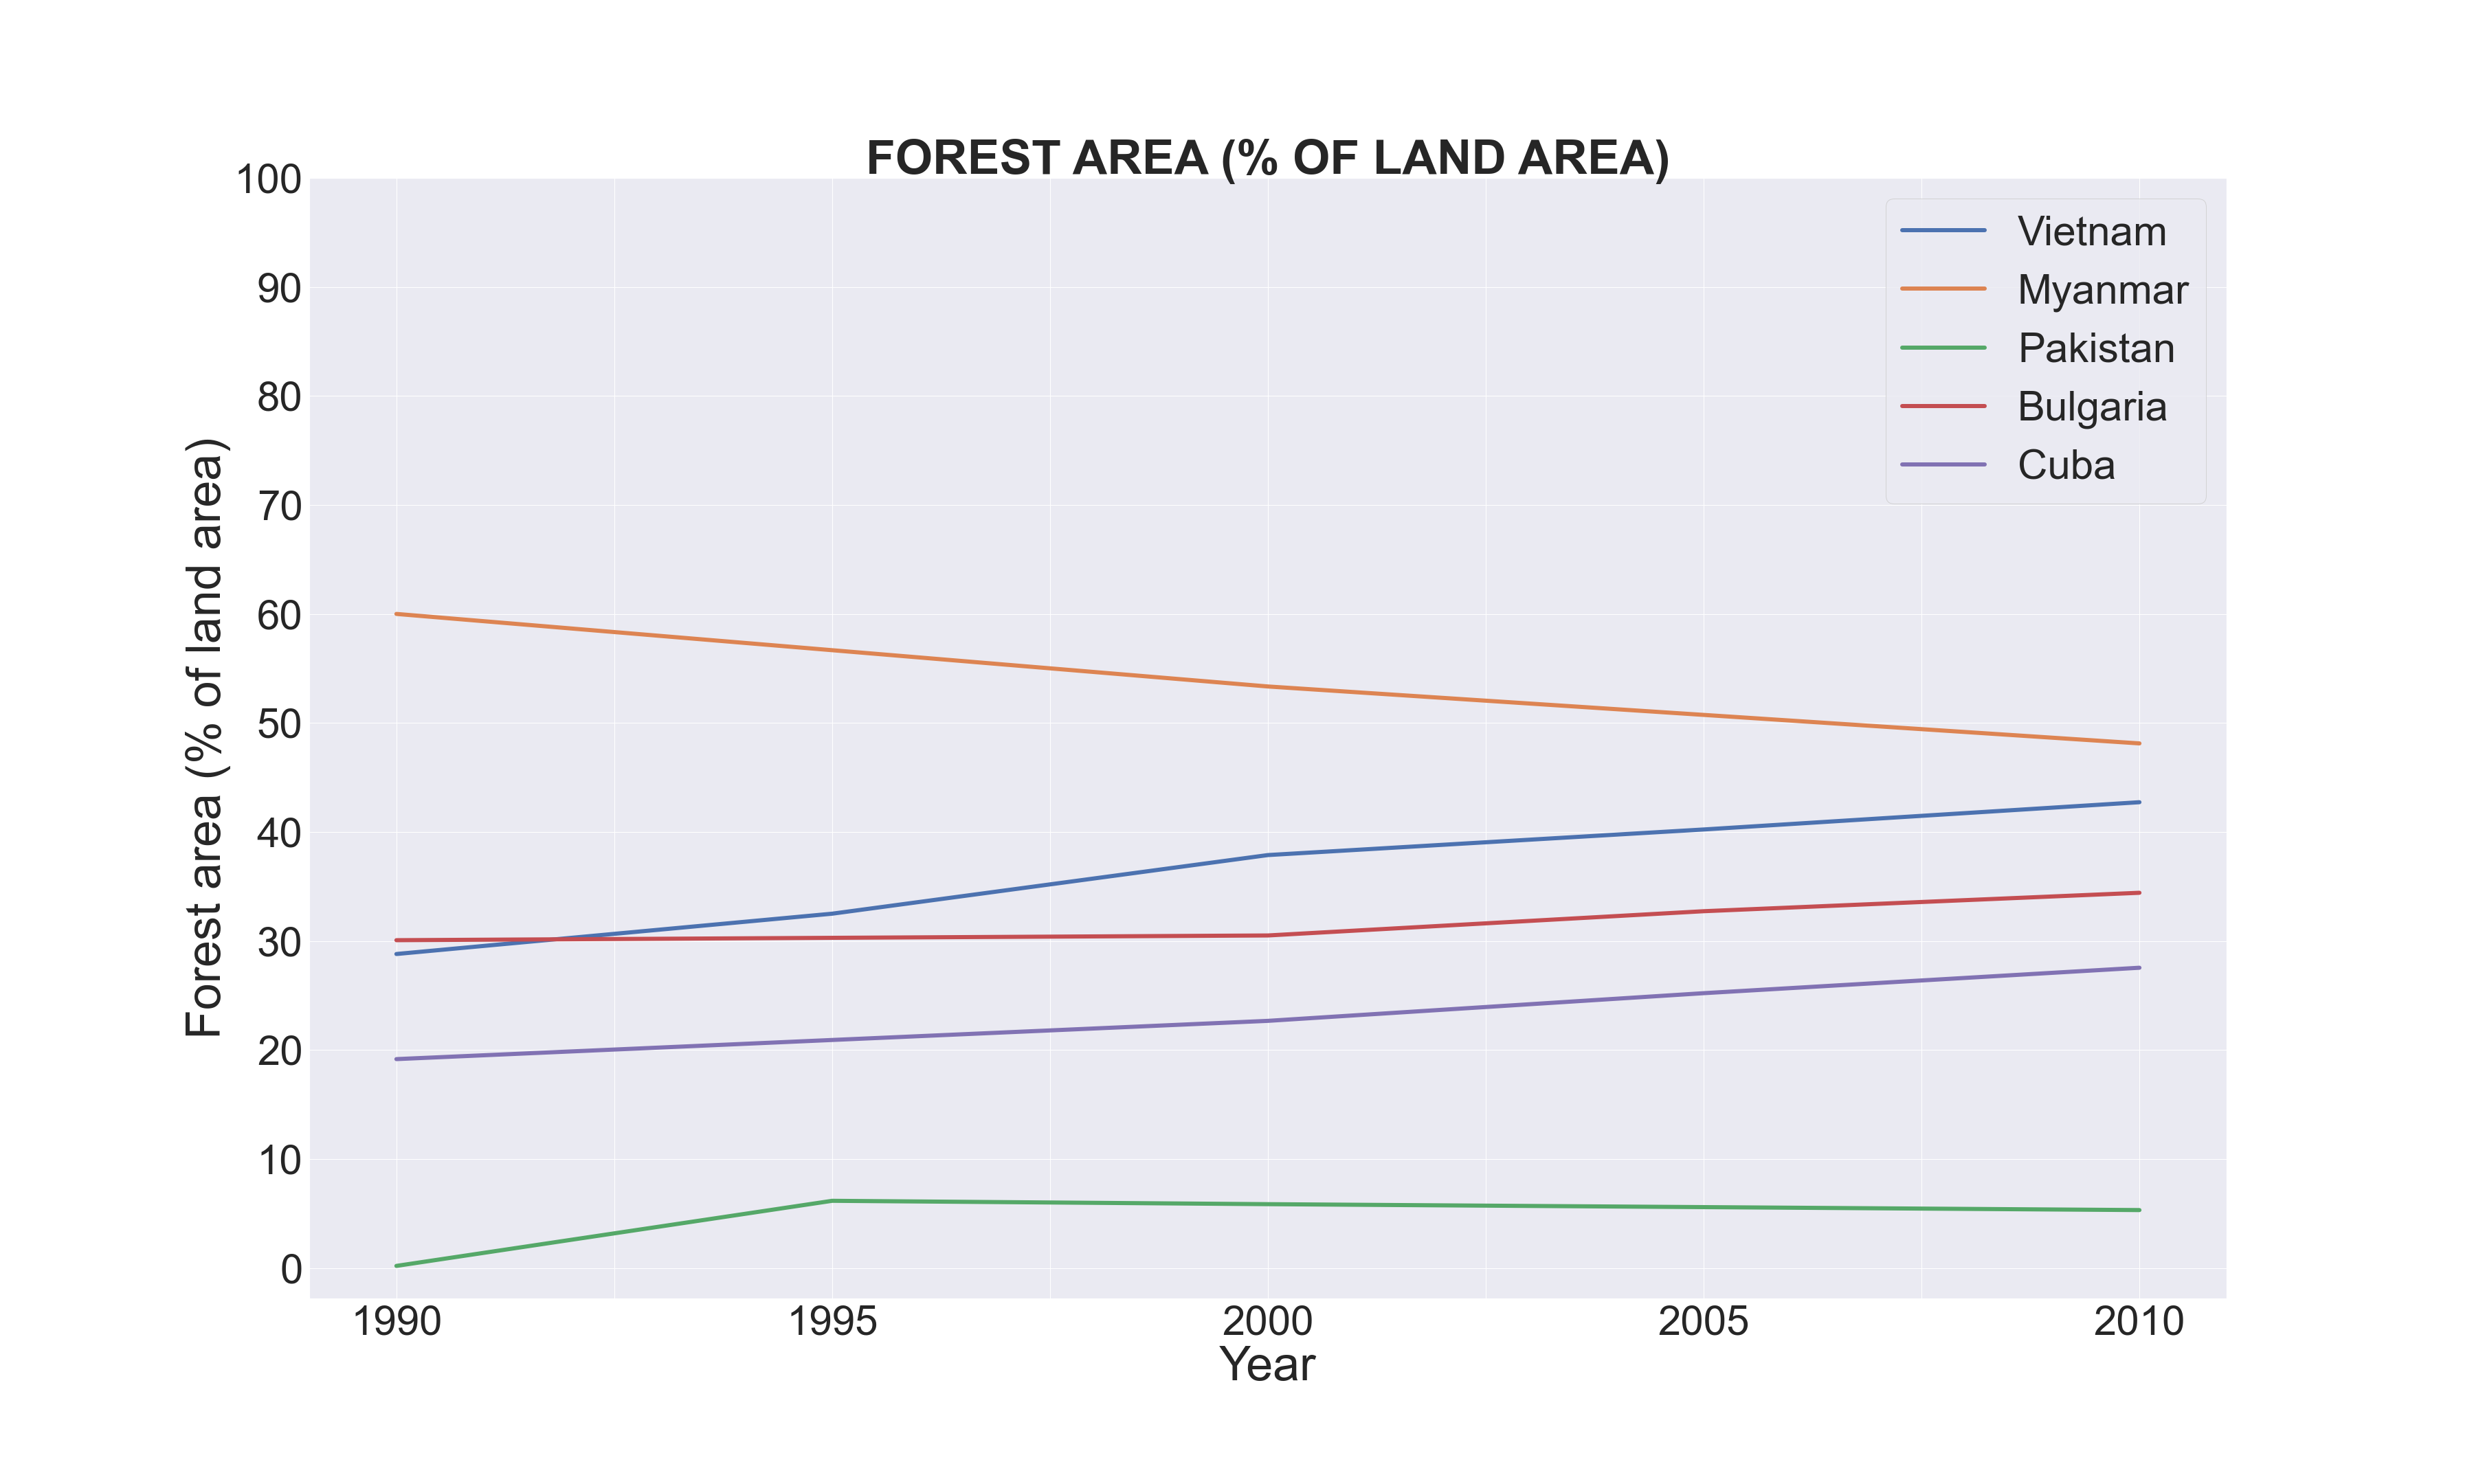 FOREST AREA (% OF LAND AREA)
100
90
80
70
60
50
40
30
20
10
0
Forest area (% of land area)
Vietnam
Myanmar
Pakistan
Bulgaria
Cuba
1990 1995 2000 2005 2010
Year